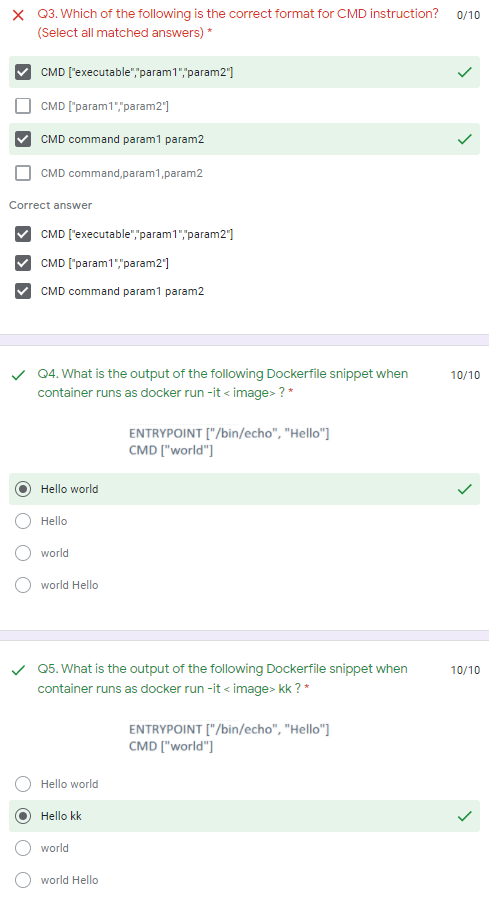 Q3. Which of the following is the correct format for CMD instruction? 0/10
(Select all matched answers) *
CMD ["executable","param1","param2"]
CMD ["param1","param2"]
CMD command param1 param2
CMD command,param1,param2
Correct answer
CMD ["executable","param1","param2"]
CMD ["param1","param2"]
CMD command param1 param2
Q4. What is the output of the following Dockerfile snippet when 10/10
container runs as docker run -it < image> ? *
ENTRYPOINT ["/bin/echo", "Hello"]
CMD ["world"]
Hello world
Hello
world
world Hello
Q5. What is the output of the following Dockerfile snippet when 10/10
container runs as docker run -it < image> kk ? *
ENTRYPOINT ["/bin/echo", "Hello"]
CMD ["world"]
Hello world
Hello kk
world
world Hello